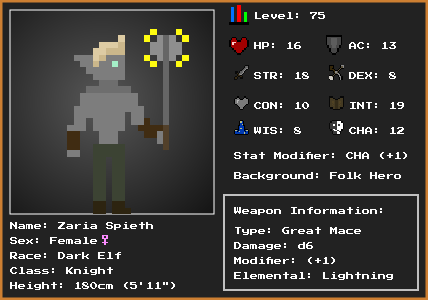 Level: 75
HP: 16 AC: 13
STR: 18 DEX: 8
CON: 10 INT: 19
WIS: 8 CHA: 12
Stat Modifier: CHA (+1)
Background: Folk Hero
Name: Zaria Spieth
Sex: Female♀
Race: Dark Elf
Class: Knight
Height: 180cm (5'11")
Weapon Information:
Type: Great Mace
Damage: d6
Modifier: (+1)
Elemental: Lightning